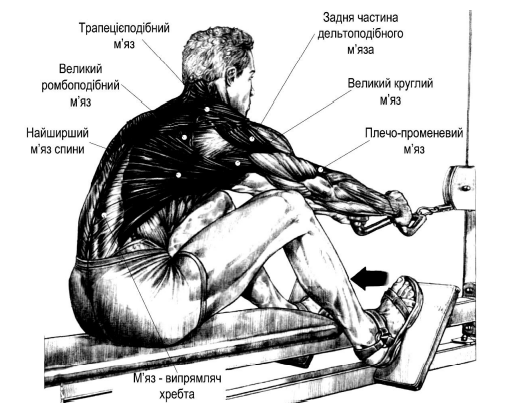 Трапецієподібний
м'яз
Задня частина
дельтоподібного
м'яза
Великий
ромбоподібний
м'яз
Великий круглий
м'яз
Найширший
м'яз спини
Плечо-променевий
м'яз
М'яз - випрямляч
хребта